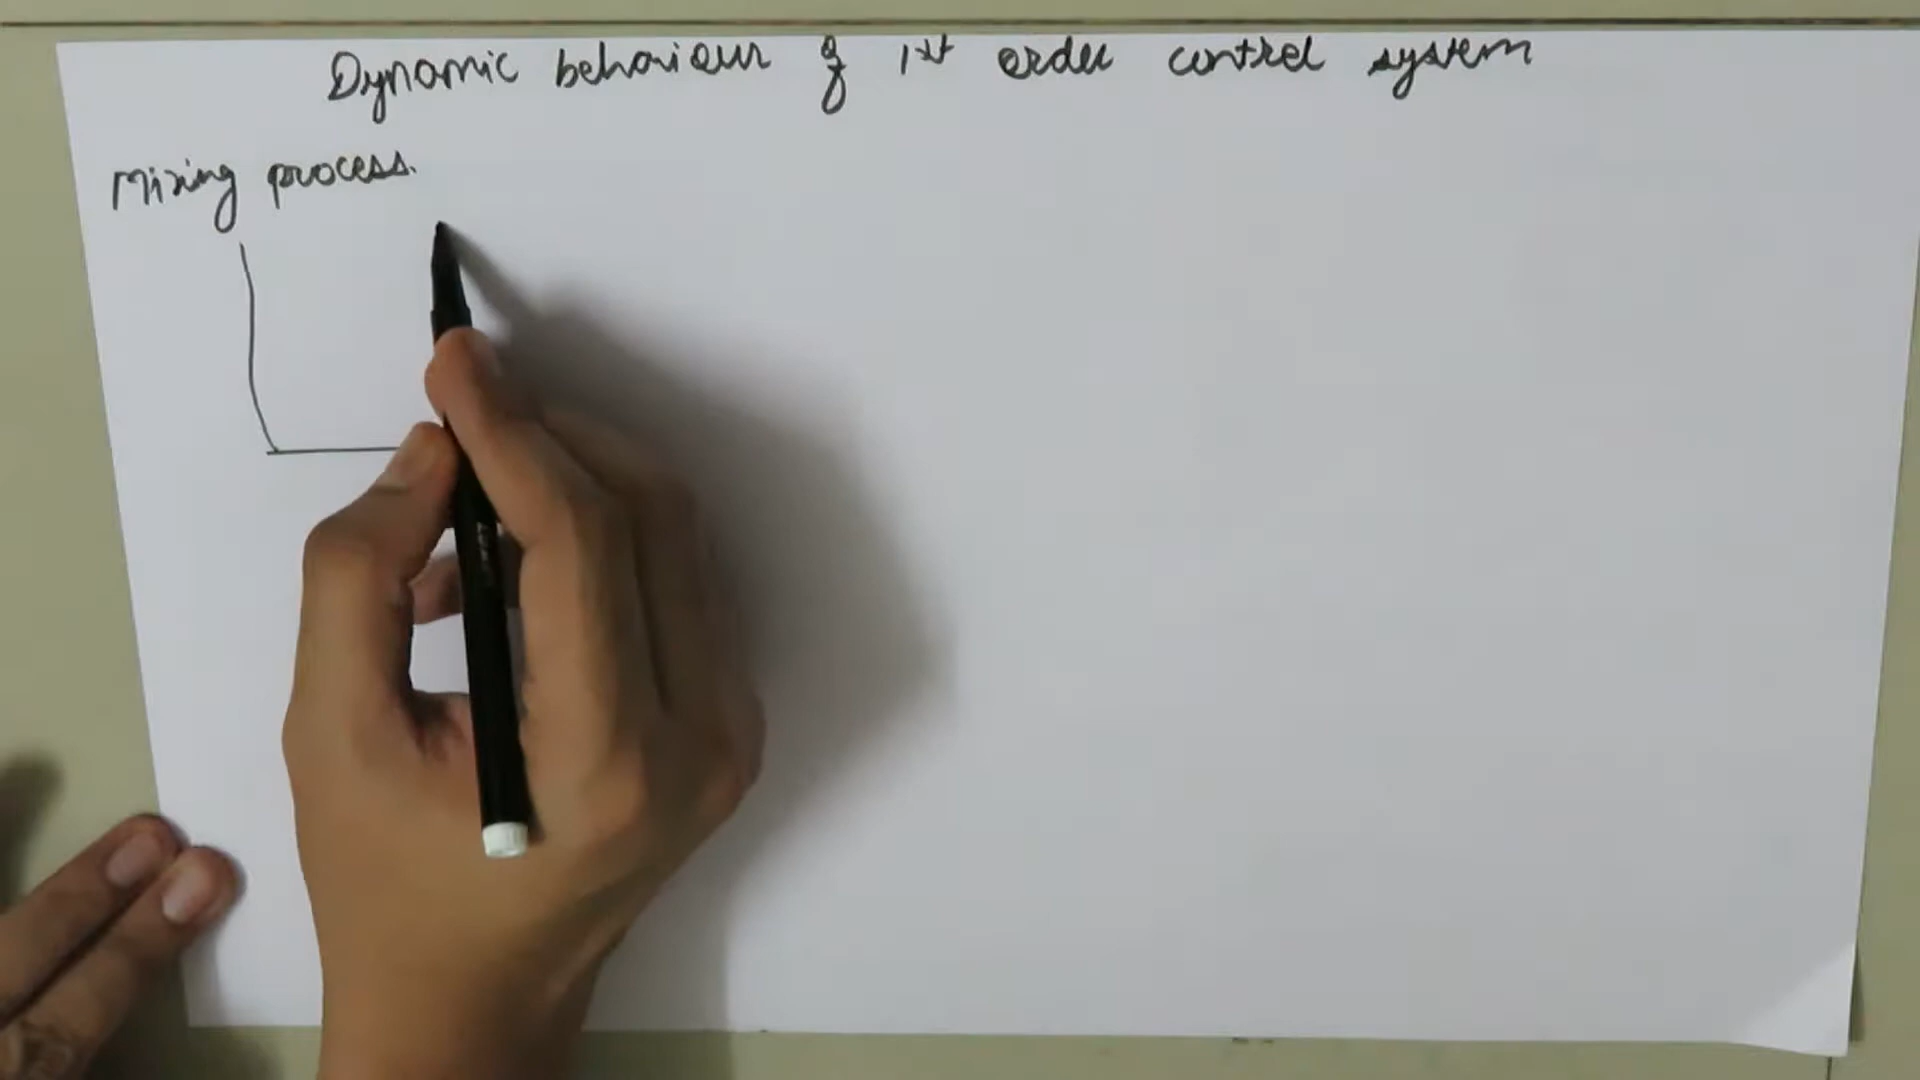 Dynamic behaviour of 1st order control system
Mixing process.